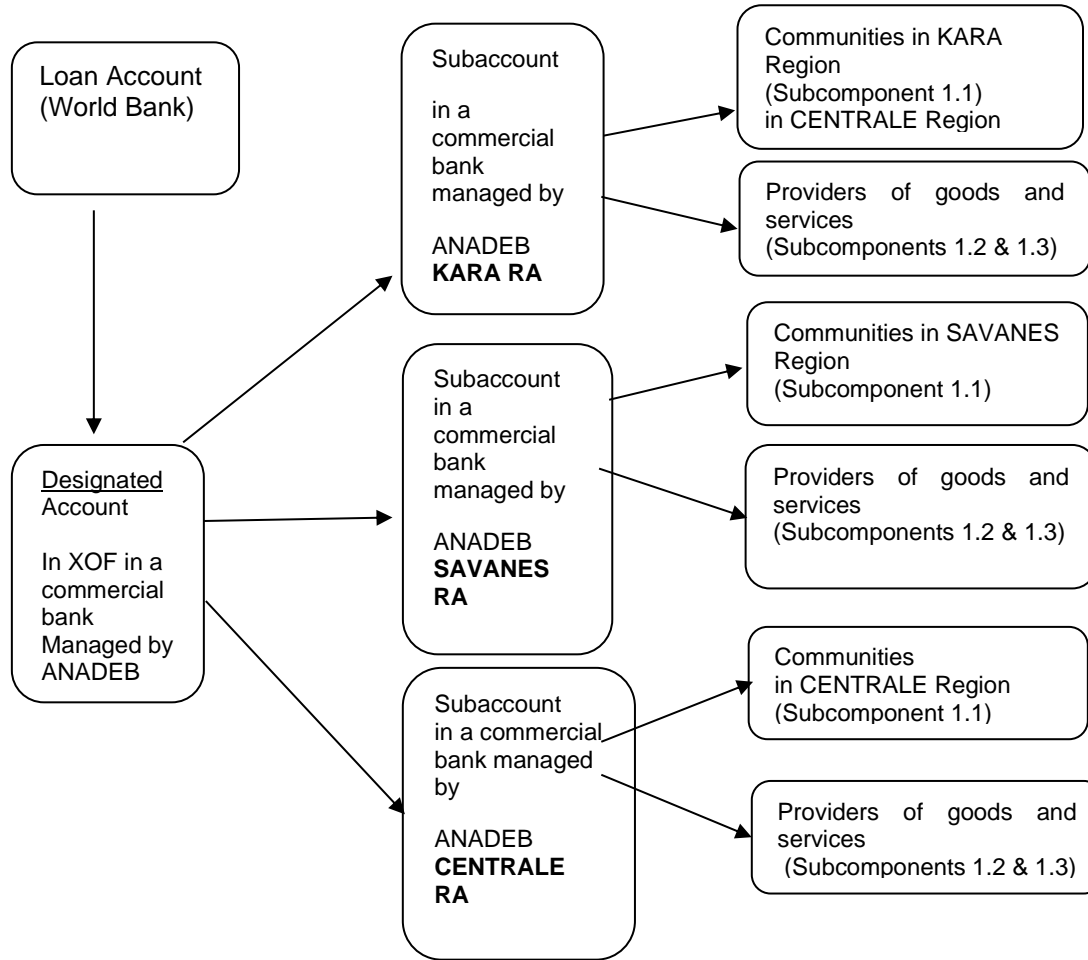 Loan Account
(World Bank)
Designated
Account
In XOF in a
commercial
bank
Managed by
ANADEB
Subaccount
in a
commercial
bank
managed by
ANADEB
KARA RA
Communities in KARA
Region
(Subcomponent 1.1)
in CENTRALE Region
Providers of goods and
services
(Subcomponents 1.2 & 1.3)
Subaccount
in a
commercial
bank
managed by
ANADEB
SAVANES
RA
Communities in SAVANES
Region
(Subcomponent 1.1)
Providers of goods and
services
(Subcomponents 1.2 & 1.3)
Subaccount
in a commercial
bank managed
by
ANADEB
CENTRALE
RA
Communities
in CENTRALE Region
(Subcomponent 1.1)
Providers of goods and
services
(Subcomponents 1.2 & 1.3)